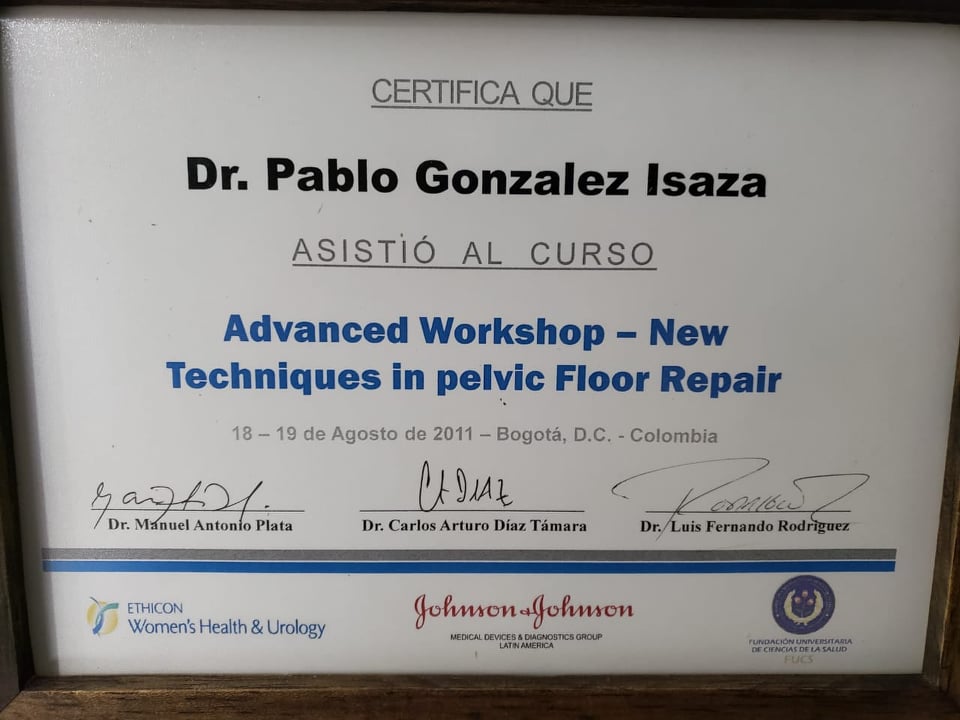 CERTIFICA QUE
Dr. Pablo Gonzalez Isaza
ASISTIÓ AL CURSO
Advanced Workshop – New
Techniques in pelvic Floor Repair
18 – 19 de Agosto de 2011 – Bogotá, D.C. - Colombia
Dr. Manuel Antonio Plata
Dr. Carlos Arturo Díaz Támara
Dr. Luis Fernando Rodriguez
ETHICON
Women's Health & Urology
Johnson & Johnson
MEDICAL DEVICES & DIAGNOSTICS GROUP
LATIN AMERICA
FUNDACIÓN UNIVERSITARIA
DE CIENCIAS DE LA SALUD
FUCS